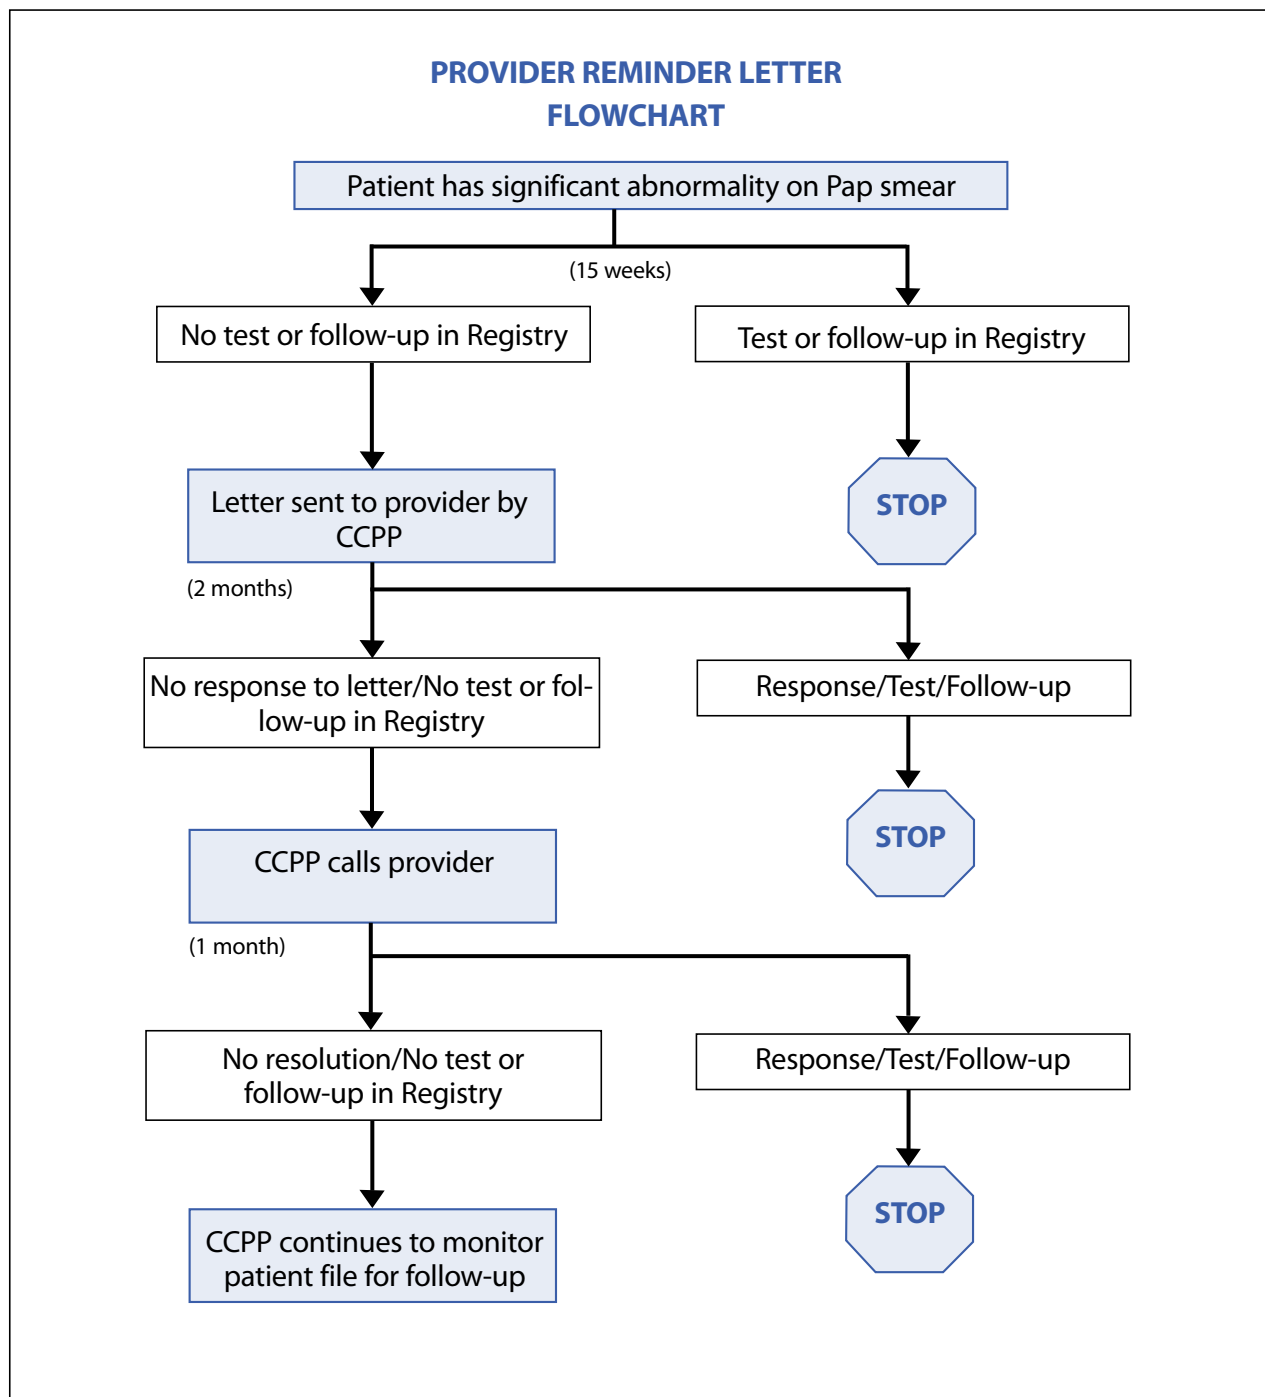 PROVIDER REMINDER LETTER
FLOWCHART
Patient has significant abnormality on Pap smear
(15 weeks)
No test or follow-up in Registry
Test or follow-up in Registry
Letter sent to provider by
CCPP
STOP
(2 months)
No response to letter/No test or fol-
low-up in Registry
Response/Test/Follow-up
CCPP calls provider
STOP
(1 month)
No resolution/No test or
follow-up in Registry
Response/Test/Follow-up
CCPP continues to monitor
patient file for follow-up
STOP